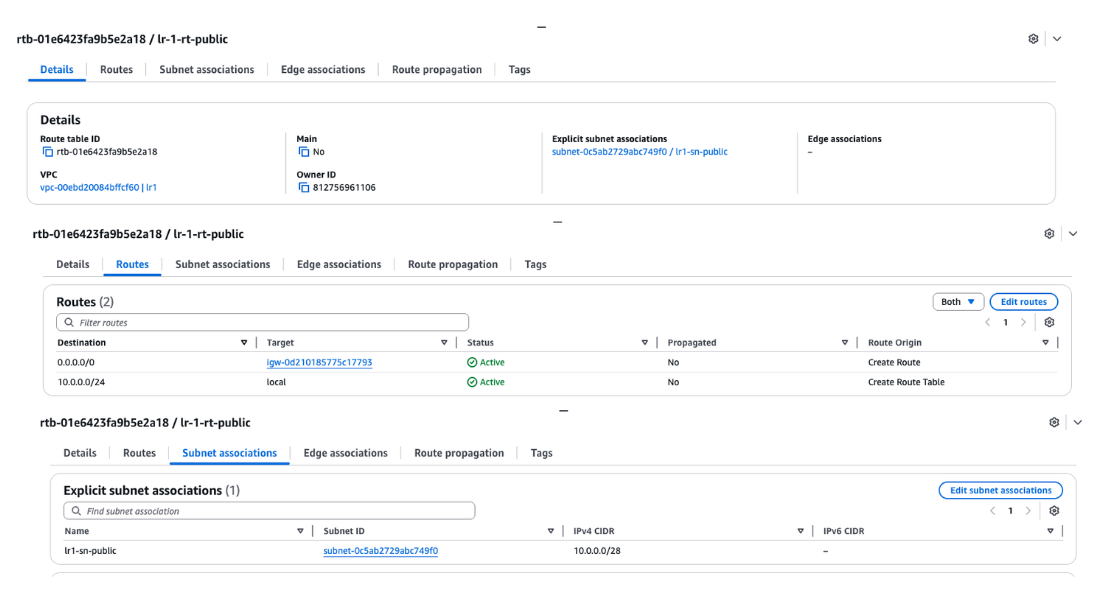 rtb-01e6423fa9b5e2a18 / lr-1-rt-public
Details Routes Subnet associations Edge associations Route propagation Tags
Details
Route table ID Main Explicit subnet associations Edge associations
rtb-01e6423fa9b5e2a18 No subnet-0c5ab2729abc749f0 / lr1-sn-public –
VPC Owner ID
vpc-00ebd20084bffcf60 | lr1 812756961106
rtb-01e6423fa9b5e2a18 / lr-1-rt-public
Details Routes Subnet associations Edge associations Route propagation Tags
Routes (2) Both Edit routes
Filter routes 1
Destination Target Status Propagated Route Origin
0.0.0.0/0 igw-0d210185775c17793 Active No Create Route
10.0.0.0/24 local Active No Create Route Table
rtb-01e6423fa9b5e2a18 / lr-1-rt-public
Details Routes Subnet associations Edge associations Route propagation Tags
Explicit subnet associations (1) Edit subnet associations
Find subnet association 1
Name Subnet ID IPv4 CIDR IPv6 CIDR
lr1-sn-public subnet-0c5ab2729abc749f0 10.0.0.0/28 –